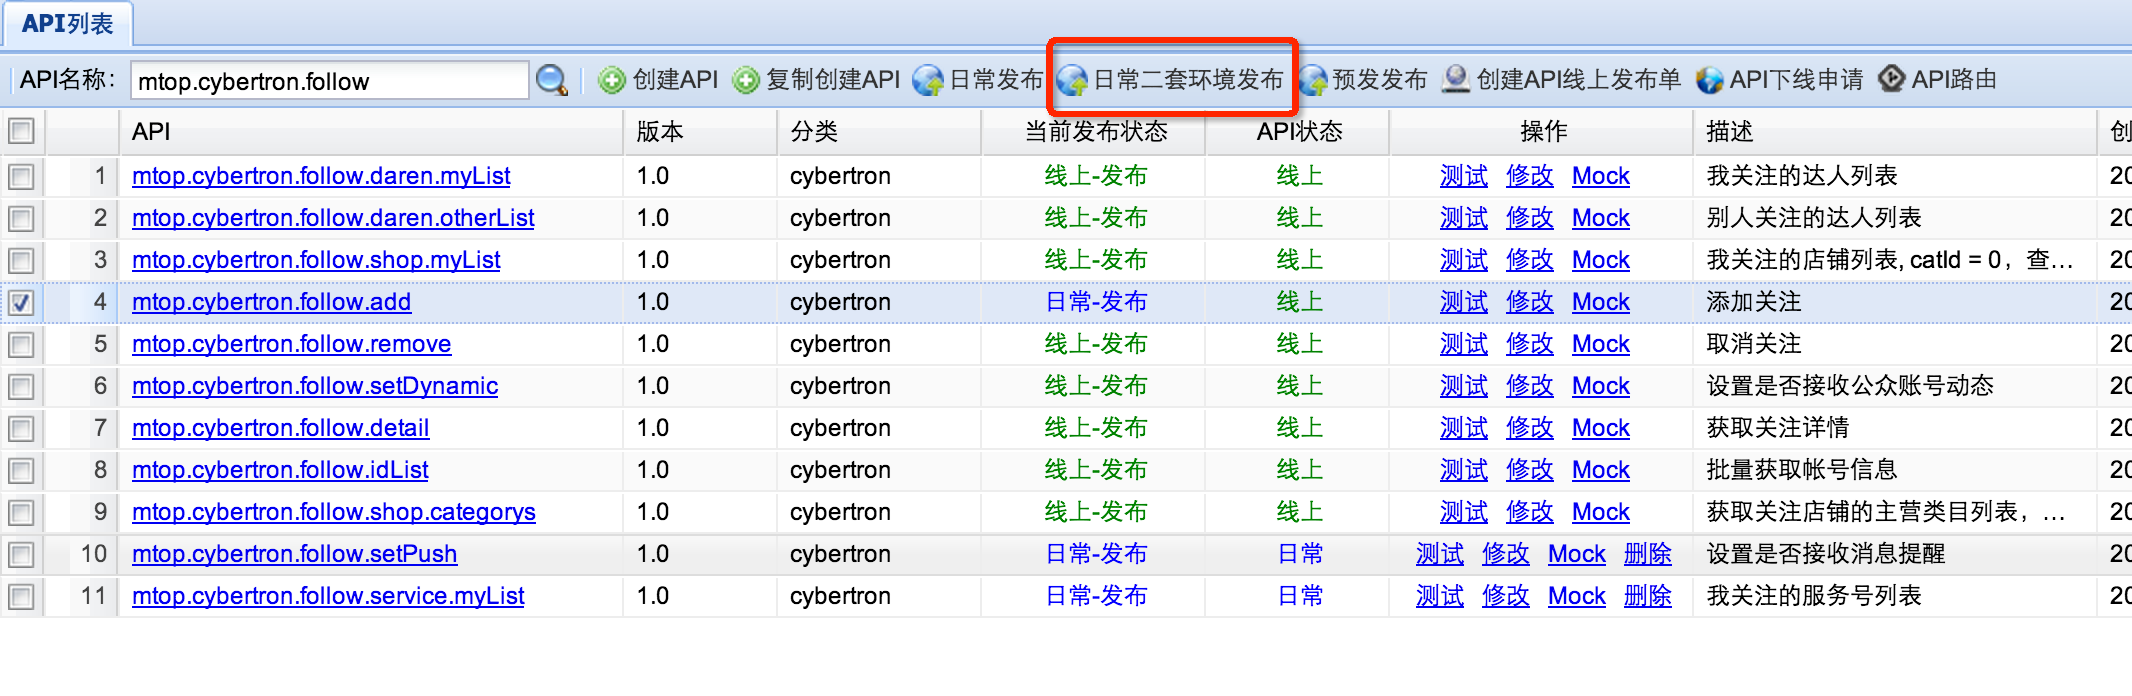 API列表
API名称： mtop.cybertron.follow 创建API 复制创建API 日常发布 日常二套环境发布 预发发布 创建API线上发布单 API下线申请 API路由
API 版本 分类 当前发布状态 API状态 操作 描述 创
1 mtop.cybertron.follow.daren.myList 1.0 cybertron 线上-发布 线上 测试 修改 Mock 我关注的达人列表 20
2 mtop.cybertron.follow.daren.otherList 1.0 cybertron 线上-发布 线上 测试 修改 Mock 别人关注的达人列表 20
3 mtop.cybertron.follow.shop.myList 1.0 cybertron 线上-发布 线上 测试 修改 Mock 我关注的店铺列表, catId = 0，查... 20
4 mtop.cybertron.follow.add 1.0 cybertron 日常-发布 线上 测试 修改 Mock 添加关注 20
5 mtop.cybertron.follow.remove 1.0 cybertron 线上-发布 线上 测试 修改 Mock 取消关注 20
6 mtop.cybertron.follow.setDynamic 1.0 cybertron 线上-发布 线上 测试 修改 Mock 设置是否接收公众账号动态 20
7 mtop.cybertron.follow.detail 1.0 cybertron 线上-发布 线上 测试 修改 Mock 获取关注详情 20
8 mtop.cybertron.follow.idList 1.0 cybertron 线上-发布 线上 测试 修改 Mock 批量获取帐号信息 20
9 mtop.cybertron.follow.shop.categorys 1.0 cybertron 线上-发布 线上 测试 修改 Mock 获取关注店铺的主营类目列表，... 20
10 mtop.cybertron.follow.setPush 1.0 cybertron 日常-发布 日常 测试 修改 Mock 删除 设置是否接收消息提醒 20
11 mtop.cybertron.follow.service.myList 1.0 cybertron 日常-发布 日常 测试 修改 Mock 删除 我关注的服务号列表 20